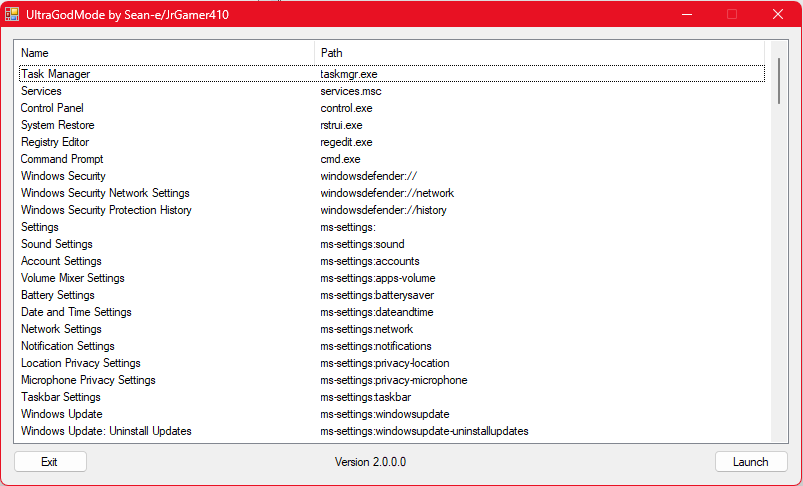 UltraGodMode by Sean-e/JrGamer410
Name Path
Task Manager taskmgr.exe
Services services.msc
Control Panel control.exe
System Restore rstrui.exe
Registry Editor regedit.exe
Command Prompt cmd.exe
Windows Security windowsdefender://
Windows Security Network Settings windowsdefender://network
Windows Security Protection History windowsdefender://history
Settings ms-settings:
Sound Settings ms-settings:sound
Account Settings ms-settings:accounts
Volume Mixer Settings ms-settings:apps-volume
Battery Settings ms-settings:batterysaver
Date and Time Settings ms-settings:dateandtime
Network Settings ms-settings:network
Notification Settings ms-settings:notifications
Location Privacy Settings ms-settings:privacy-location
Microphone Privacy Settings ms-settings:privacy-microphone
Taskbar Settings ms-settings:taskbar
Windows Update ms-settings:windowsupdate
Windows Update: Uninstall Updates ms-settings:windowsupdate-uninstallupdates
Exit Version 2.0.0.0 Launch